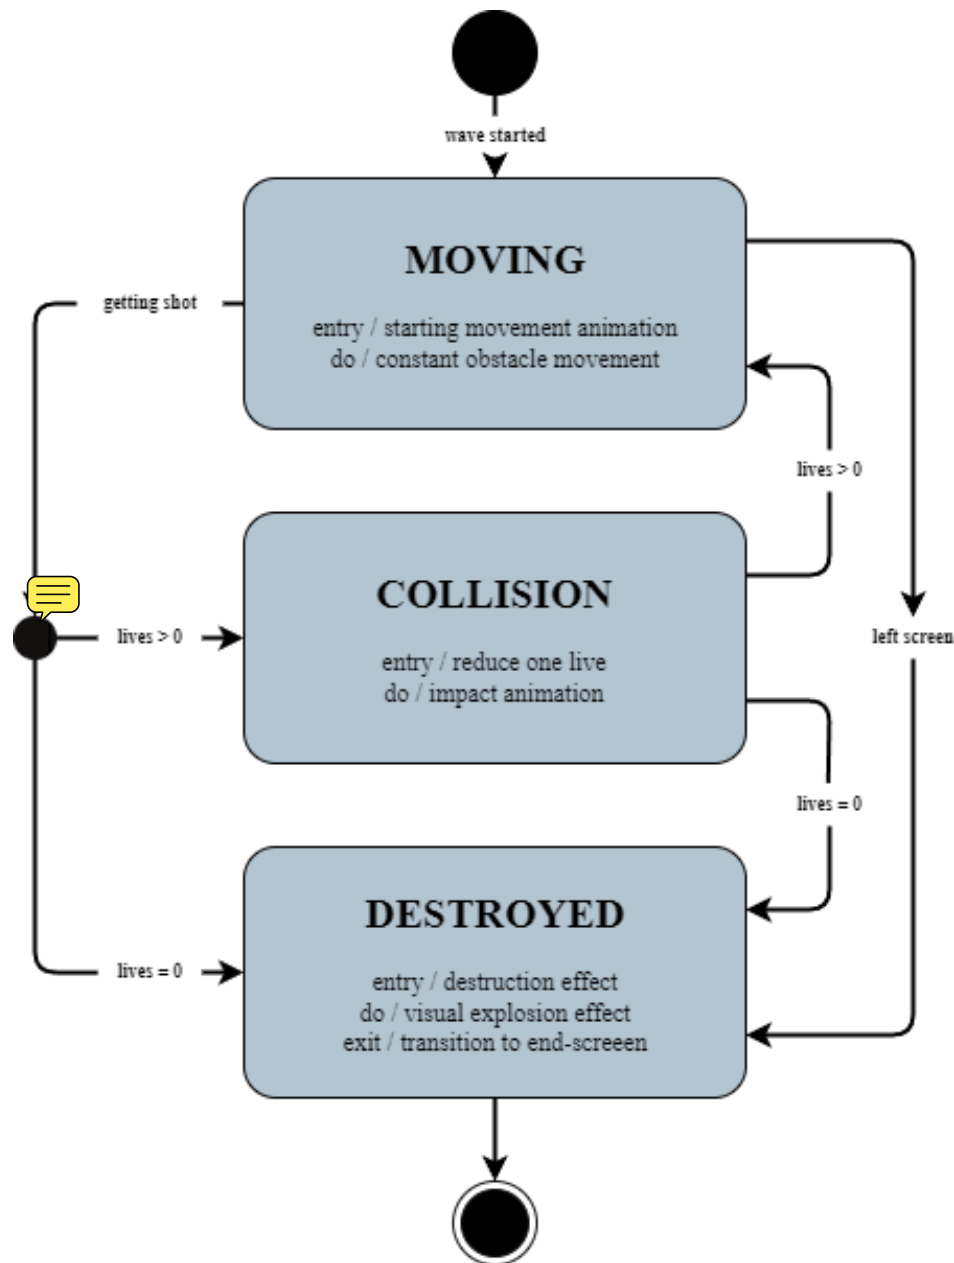 wave started
MOVING
entry / starting movement animation
do / constant obstacle movement
getting shot
lives > 0
COLLISION
entry / reduce one live
do / impact animation
lives > 0
left screen
lives = 0
DESTROYED
entry / destruction effect
do / visual explosion effect
exit / transition to end-screeen
lives = 0